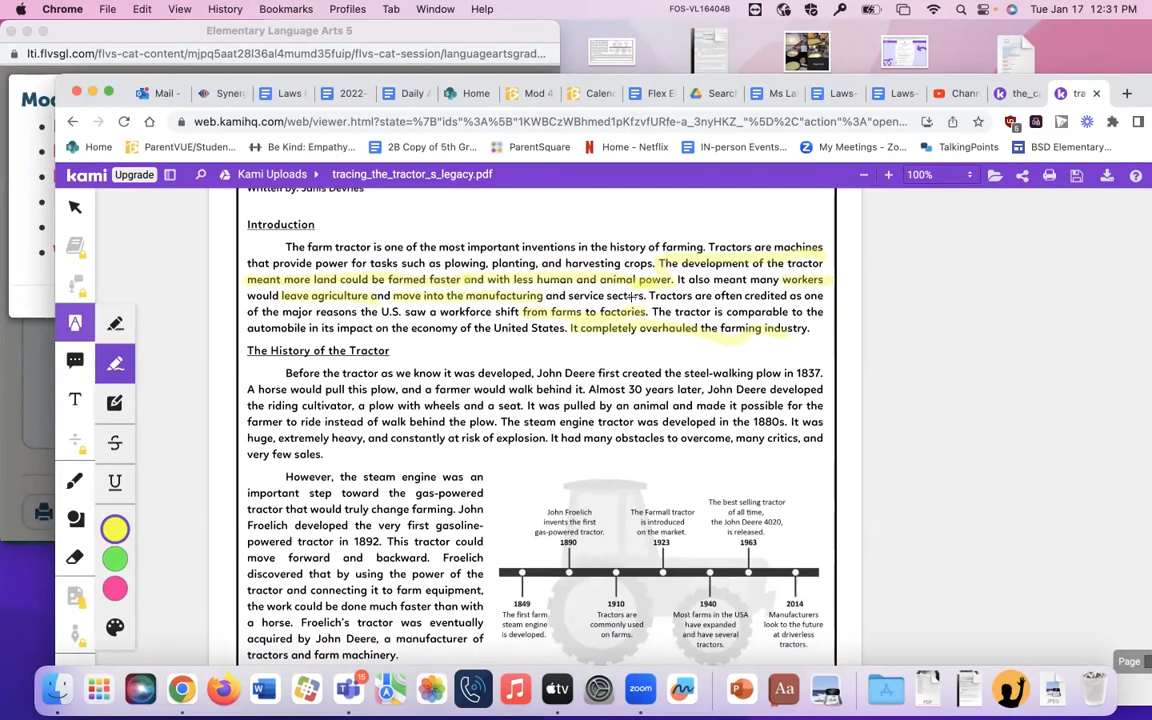 Chrome File Edit View History Bookmarks Profiles Tab Window Help FOS-VL16404B Tue Jan 17 12:31 PM
Elementary Language Arts 5
lti.flvsgl.com/flvs-cat-content/mjpq5aat28l36al4mumd35fuip/flvs-cat-session/languageartsgrad...
Mail - Syner Laws 2022- Daily Home Mod 4 Calen Flex E Searc Ms La Laws- Laws- Chann the_c tra
web.kamihq.com/web/viewer.html?state=%7B"ids"%3A%5B"1KWBCzWBhmed1pKfzvfURfe-a_3nyHKZ_"%5D%2C"action"%3A"open...
Home ParentVUE/Studen... Be Kind: Empathy... 2B Copy of 5th Gr... ParentSquare Home - Netflix IN-person Events... My Meetings - Zo... TalkingPoints BSD Elementary...
kami Upgrade Kami Uploads tracing_the_tractor_s_legacy.pdf 100%
Written by: Janis Devries
Introduction
The farm tractor is one of the most important inventions in the history of farming. Tractors are machines
that provide power for tasks such as plowing, planting, and harvesting crops. The development of the tractor
meant more land could be farmed faster and with less human and animal power. It also meant many workers
would leave agriculture and move into the manufacturing and service sectors. Tractors are often credited as one
of the major reasons the U.S. saw a workforce shift from farms to factories. The tractor is comparable to the
automobile in its impact on the economy of the United States. It completely overhauled the farming industry.
The History of the Tractor
Before the tractor as we know it was developed, John Deere first created the steel-walking plow in 1837.
A horse would pull this plow, and a farmer would walk behind it. Almost 30 years later, John Deere developed
the riding cultivator, a plow with wheels and a seat. It was pulled by an animal and made it possible for the
farmer to ride instead of walk behind the plow. The steam engine tractor was developed in the 1880s. It was
huge, extremely heavy, and constantly at risk of explosion. It had many obstacles to overcome, many critics, and
very few sales.
However, the steam engine was an
important step toward the gas-powered
tractor that would truly change farming. John
Froelich developed the very first gasoline-
powered tractor in 1892. This tractor could
move forward and backward. Froelich
discovered that by using the power of the
tractor and connecting it to farm equipment,
the work could be done much faster than with
a horse. Froelich's tractor was eventually
acquired by John Deere, a manufacturer of
tractors and farm machinery.
John Froelich
invents the first
gas-powered tractor.
1890
The Farmall tractor
is introduced
on the market.
1923
The best selling tractor
of all time,
the John Deere 4020,
is released.
1963
1849
The first farm
steam engine
is developed.
1910
Tractors are
commonly used
on farms.
1940
Most farms in the USA
have expanded
and have several
tractors.
2014
Manufacturers
look to the future
at driverless
tractors.
Page
T
U
S
15
zoom
tv
Aa